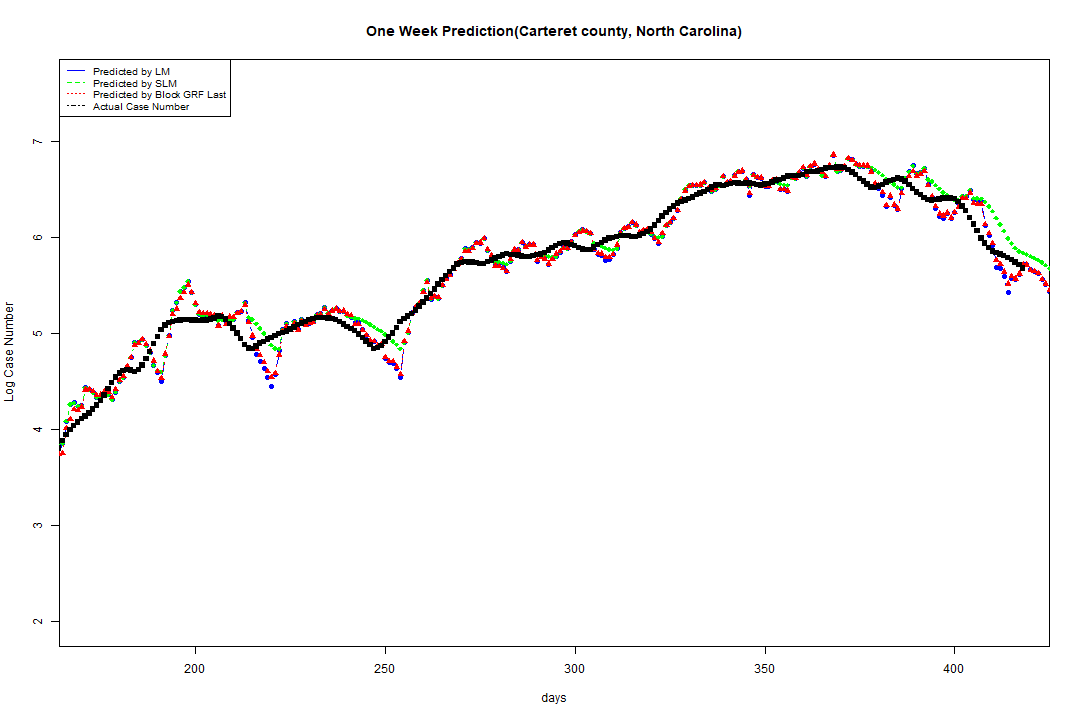 One Week Prediction(Carteret county, North Carolina)
Predicted by LM
Predicted by SLM
Predicted by Block GRF Last
Actual Case Number
7
6
5
4
3
2
Log Case Number
200 250 300 350 400
days